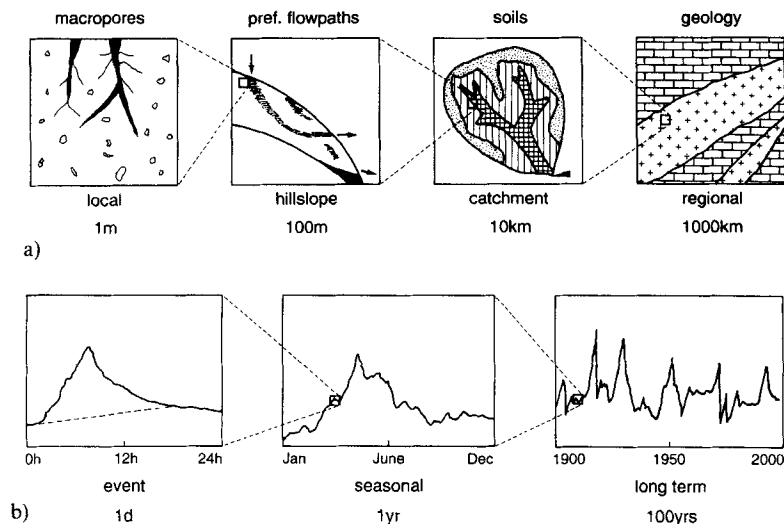 macropores pref. flowpaths soils geology
local hillslope catchment regional
1m 100m 10km 1000km
a)
0h 12h 24h Jan June Dec 1900 1950 2000
event seasonal long term
b) 1d 1yr 100yrs